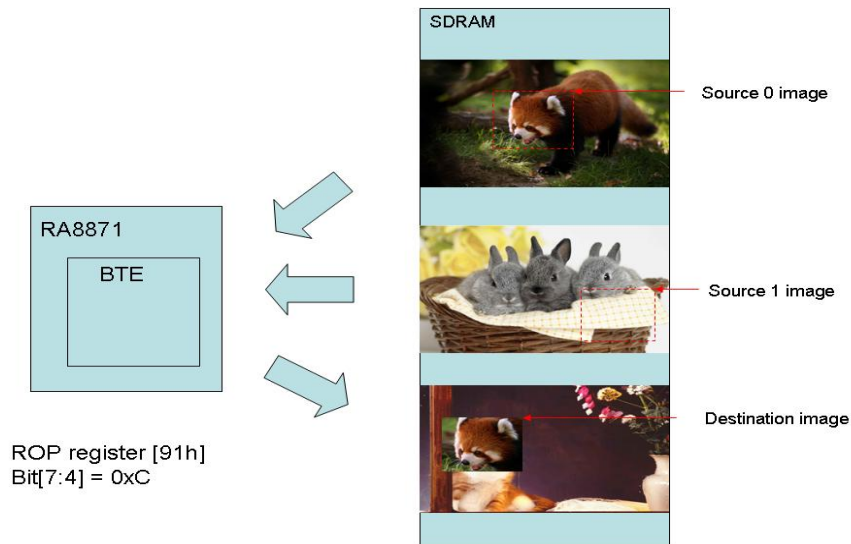 SDRAM
Source 0 image
RA8871
BTE
Source 1 image
Destination image
ROP register [91h]
Bit[7:4] = 0xC